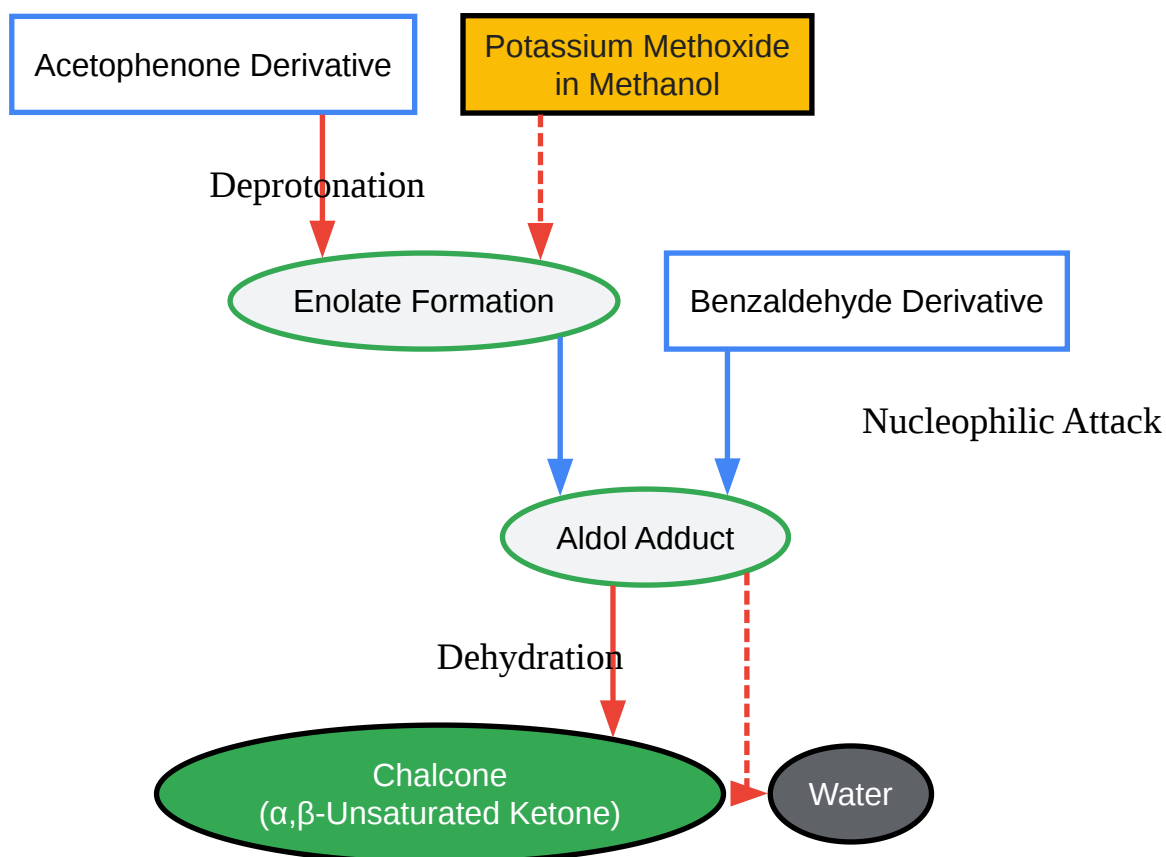 Acetophenone Derivative
Potassium Methoxide
in Methanol
Deprotonation
Enolate Formation
Benzaldehyde Derivative
Nucleophilic Attack
Aldol Adduct
Dehydration
Chalcone
(α,β-Unsaturated Ketone)
Water